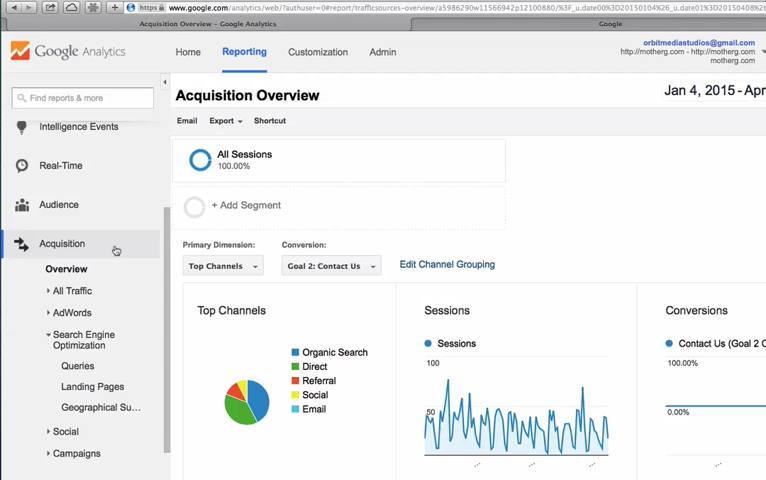 https www.google.com/analytics/web/?authuser=0#report/trafficsources-overview/a5986290w11566942p12100880/%3F_u.date00%3D20150104%26_u.date01%3D20150418%26
Acquisition Overview – Google Analytics
Google
Google Analytics
Home
Reporting
Customization
Admin
orbitmediastudios@gmail.com
http://motherg.com - http://motherg.com
motherg.com
Find reports & more
Acquisition Overview
Jan 4, 2015 - Apr
Intelligence Events
Email
Export
Shortcut
All Sessions
100.00%
Real-Time
Audience
+ Add Segment
Acquisition
Primary Dimension:
Conversion:
Top Channels
Goal 2: Contact Us
Edit Channel Grouping
Overview
All Traffic
AdWords
Search Engine
Optimization
Queries
Landing Pages
Geographical Su...
Social
Campaigns
Top Channels
Organic Search
Direct
Referral
Social
Email
Sessions
Sessions
100
50
...
...
...
Conversions
Contact Us (Goal 2 C
100.00%
0.00%
...